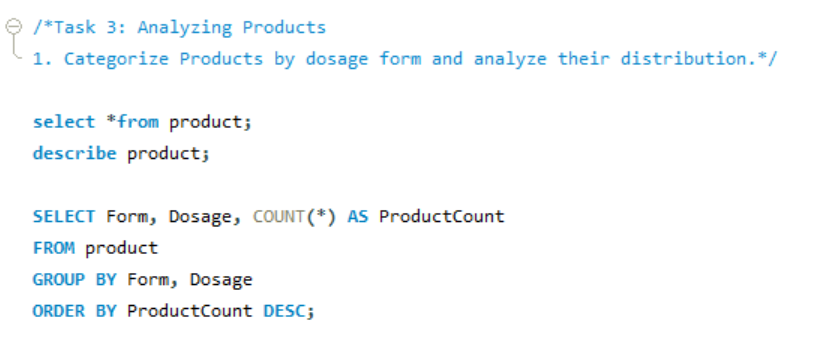 /*Task 3: Analyzing Products
1. Categorize Products by dosage form and analyze their distribution.*/
select *from product;
describe product;
SELECT Form, Dosage, COUNT(*) AS ProductCount
FROM product
GROUP BY Form, Dosage
ORDER BY ProductCount DESC;